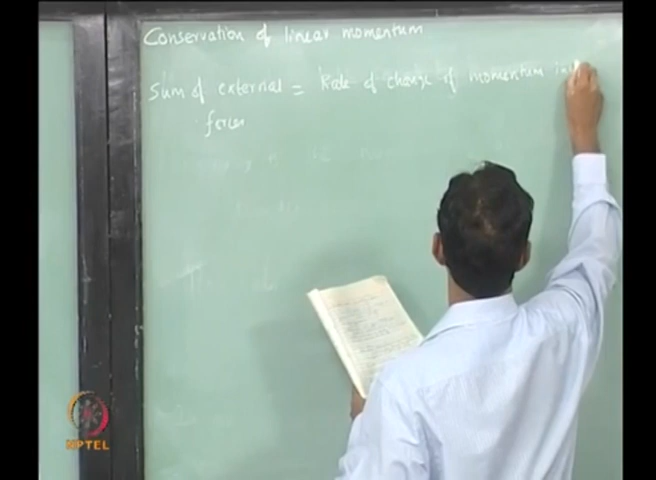 Conservation of linear momentum
Sum of external = Rate of change of momentum
forces
NPTEL